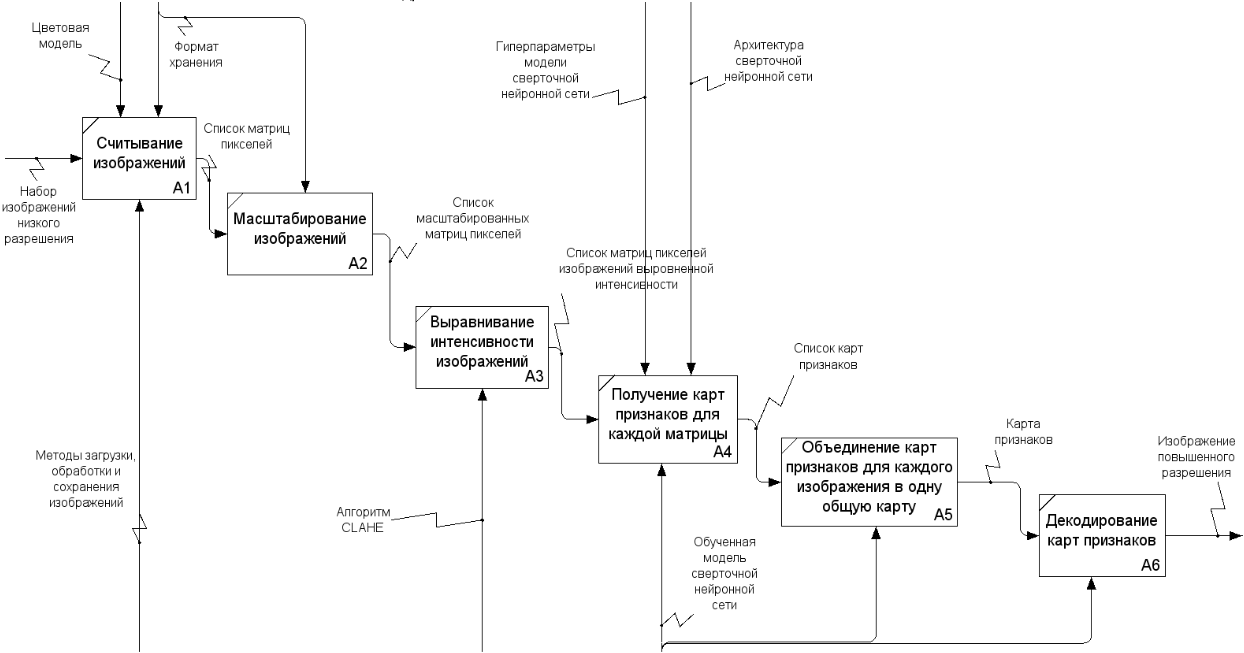 Цветовая
модель
Формат
хранения
Гиперпараметры
модели
сверточной
нейронной сети
Архитектура
сверточной
нейронной сети
Считывание
изображений
A1
Список матриц
пикселей
Набор
изображений
низкого
разрешения
Масштабирование
изображений
A2
Список
масштабированных
матриц пикселей
Список матриц пикселей
изображений выровненной
интенсивности
Выравнивание
интенсивности
изображений
A3
Список карт
признаков
Получение карт
признаков для
каждой матрицы
A4
Объединение карт
признаков для каждого
изображения в одну
общую карту
A5
Карта
признаков
Изображение
повышенного
разрешения
Декодирование
карт признаков
A6
Методы загрузки,
обработки и
сохранения
изображений
Алгоритм
CLAHE
Обученная
модель
сверточной
нейронной
сети